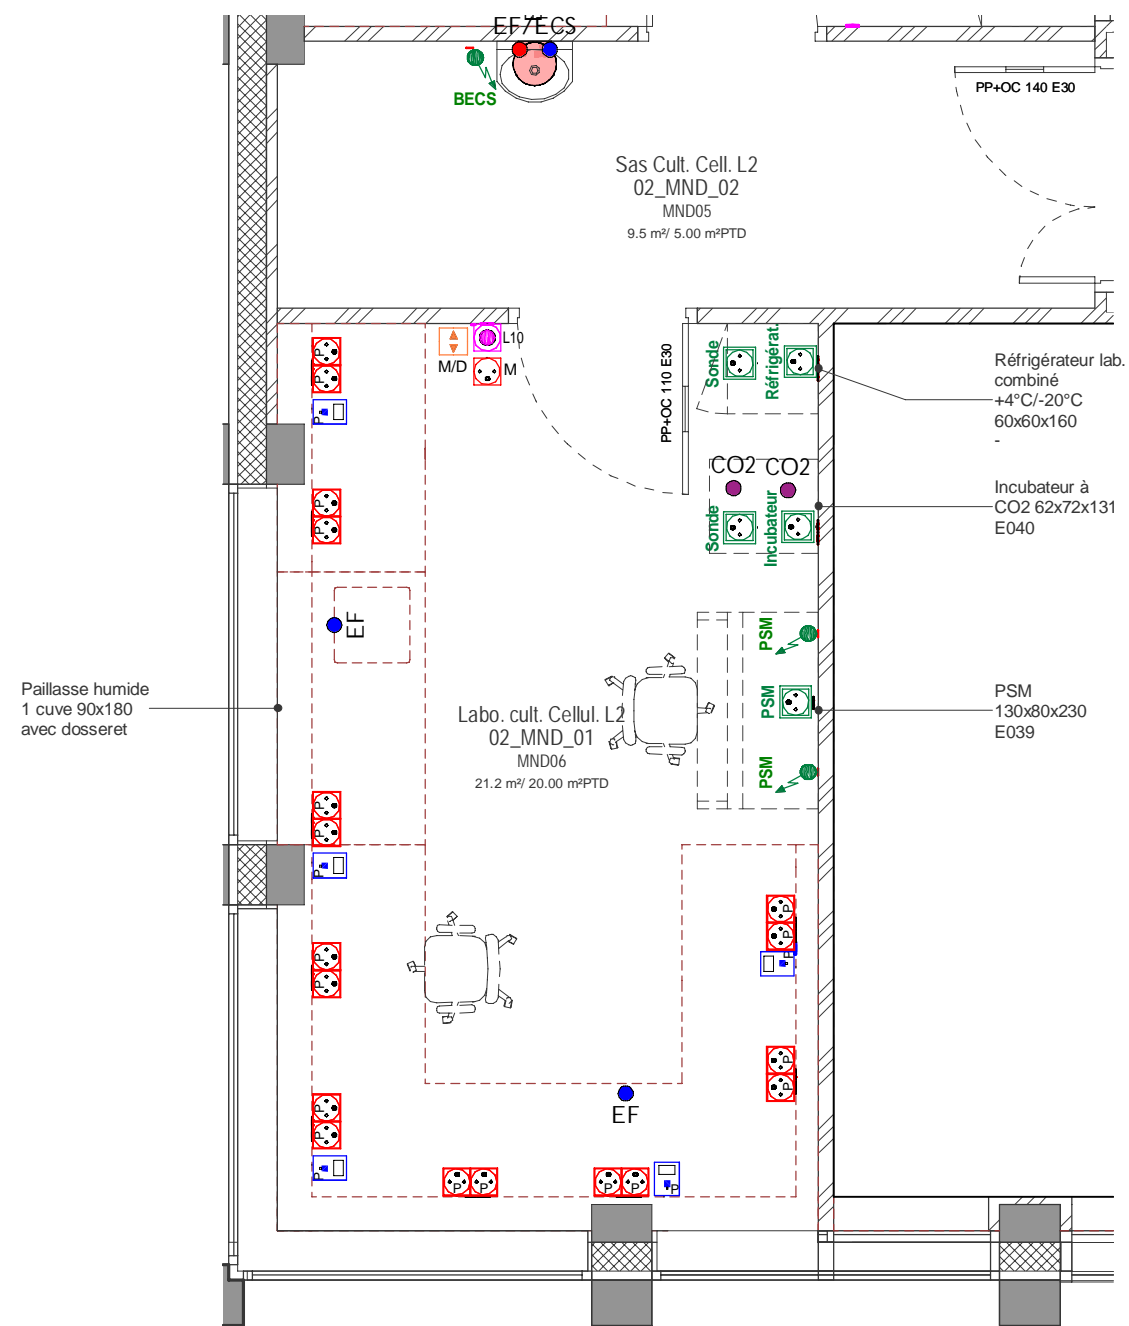 EF/ECS
BECS
PP+OC 140 E30
Sas Cult. Cell. L2
02_MND_02
MND05
9.5 m²/ 5.00 m²PTD
L10
M/D
M
PP+OC 110 E30
Sonde
Réfrigérat.
Réfrigérateur lab.
combiné
+4°C/-20°C
60x60x160
-
CO2
CO2
Sonde
Incubateur
Incubateur à
CO2 62x72x131
E040
P
P
P
P
P
EF
Paillasse humide
1 cuve 90x180
avec dosseret
Labo. cult. Cellul. L2
02_MND_01
MND06
21.2 m²/ 20.00 m²PTD
PSM
PSM
PSM
PSM
130x80x230
E039
P
P
P
P
P
P
P
P
P
P
P
P
P
P
EF
P
P
P
P
P